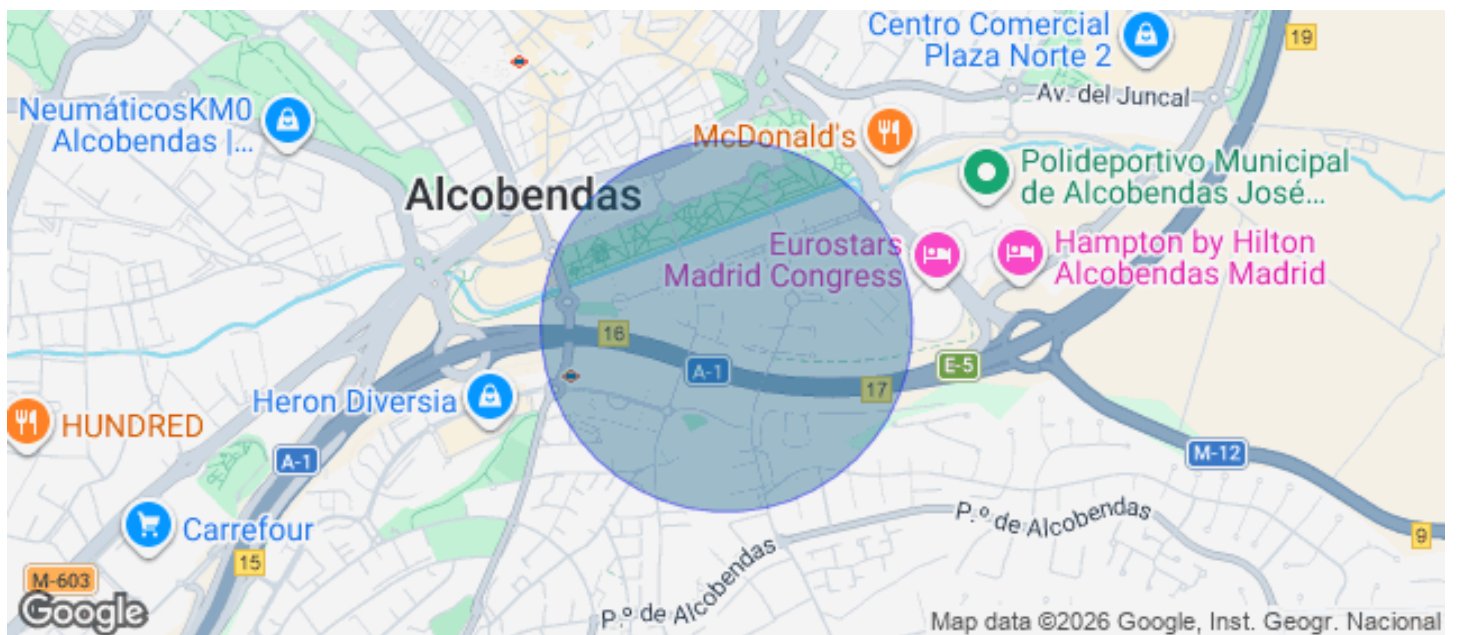 Centro Comercial
Plaza Norte 2
19
NeumáticosKM0
Alcobendas |...
Av. del Juncal
McDonald's
Polideportivo Municipal
de Alcobendas José...
Alcobendas
Eurostars
Madrid Congress
Hampton by Hilton
Alcobendas Madrid
16
A-1
E-5
17
Heron Diversia
HUNDRED
A-1
M-12
Carrefour
P.º de Alcobendas
9
15
M-603
P.º de Alcobendas
Google
Map data ©2026 Google, Inst. Geogr. Nacional